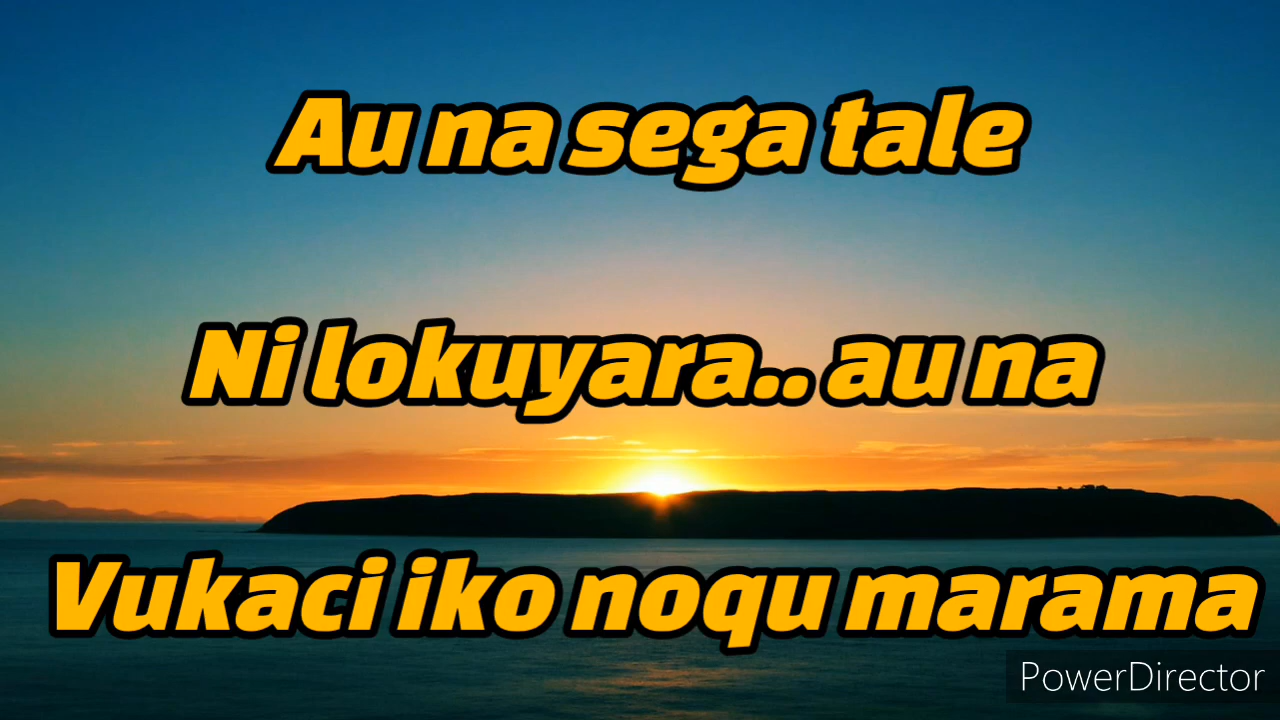 Au na sega tale
Ni lokuyara.. au na
Vukaci iko noqu marama
PowerDirector